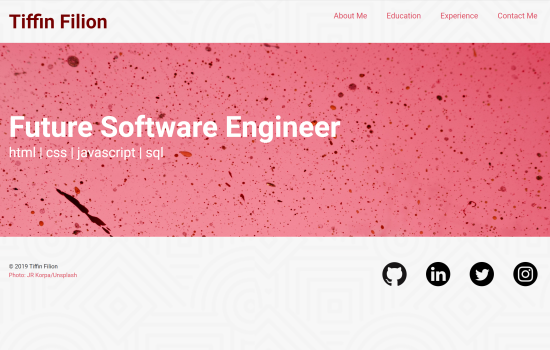 Tiffin Filion
About Me Education Experience Contact Me
Future Software Engineer
html | css | javascript | sql
© 2019 Tiffin Filion
Photo: JR Korpa/Unsplash
in